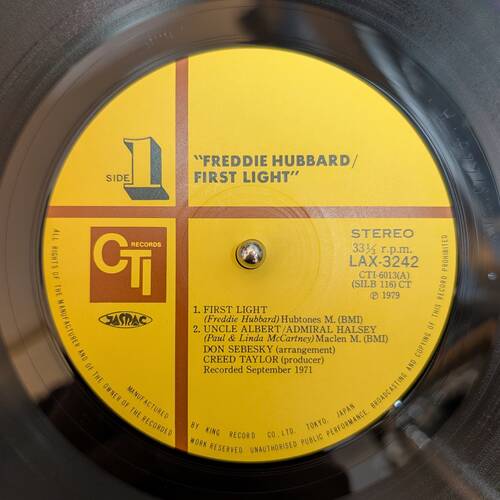 SIDE 1
"FREDDIE HUBBARD/
FIRST LIGHT"
CTI RECORDS
JASRAC
STEREO
33⅓ r.p.m.
LAX-3242
CTI-6013(A)
(SILB 116) CT
Ⓟ 1979
1. FIRST LIGHT
(Freddie Hubbard) Hubtones M. (BMI)
2. UNCLE ALBERT/ADMIRAL HALSEY
(Paul & Linda McCartney) Maclen M. (BMI)
DON SEBESKY (arrangement)
CREED TAYLOR (producer)
Recorded September 1971
ALL RIGHTS OF THE MANUFACTURER AND OF THE OWNER OF THE RECORDED WORK RESERVED. UNAUTHORISED PUBLIC PERFORMANCE, BROADCASTING AND COPYING OF THIS RECORD PROHIBITED
MANUFACTURED BY KING RECORD CO., LTD. TOKYO, JAPAN